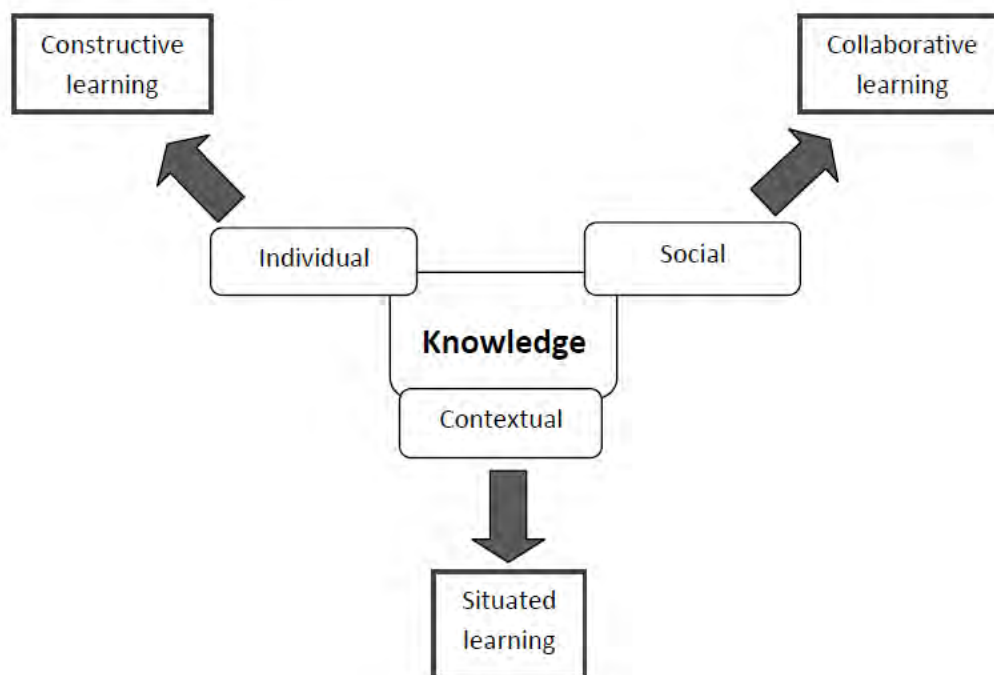 Constructive
learning
Collaborative
learning
Individual
Social
Knowledge
Contextual
Situated
learning